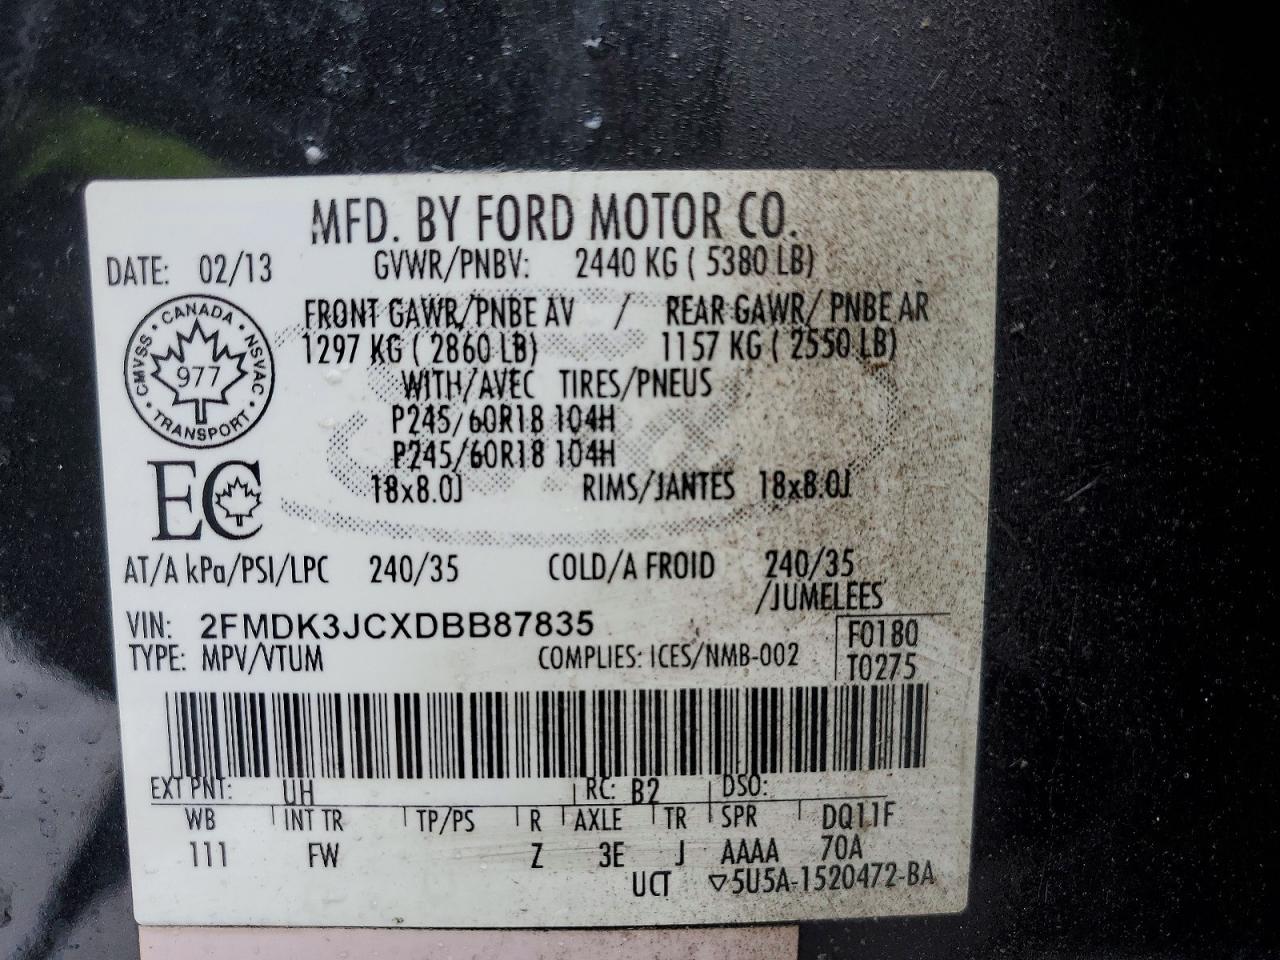 MFD. BY FORD MOTOR CO.
DATE: 02/13 GVWR/PNBV: 2440 KG ( 5380 LB)
FRONT GAWR/PNBE AV / REAR GAWR/ PNBE AR
1297 KG ( 2860 LB) 1157 KG ( 2550 LB)
WITH/AVEC TIRES/PNEUS
P245/60R18 104H
P245/60R18 104H
18x8.0J RIMS/JANTES 18x8.0J
CMVSS • CANADA • NSVAC • TRANSPORT •
977
EC
AT/A kPa/PSI/LPC 240/35 COLD/A FROID 240/35
/JUMELEES
VIN: 2FMDK3JCXDBB87835 F0180
TYPE: MPV/VTUM COMPLIES: ICES/NMB-002 T0275
EXT PNT: UH RC: B2 DSO:
WB INT TR TP/PS R AXLE TR SPR DQ11F
111 FW Z 3E J AAAA 70A
UCT ▽5U5A-1520472-BA